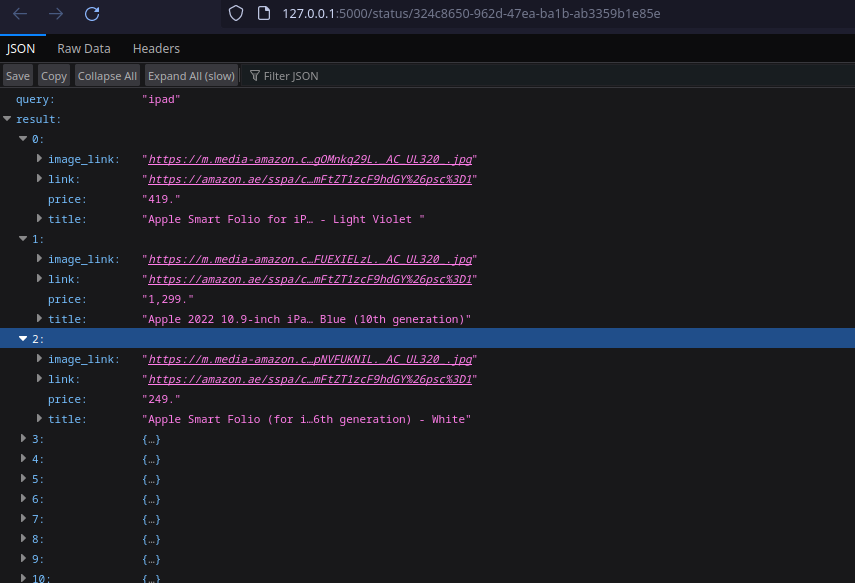 127.0.0.1:5000/status/324c8650-962d-47ea-ba1b-ab3359b1e85e
JSON Raw Data Headers
Save Copy Collapse All Expand All (slow) Filter JSON
query: "ipad"
result:
0:
image_link: "https://m.media-amazon.c…gOMnkq29L._AC_UL320_.jpg"
link: "https://amazon.ae/sspa/c…mFtZT1zcF9hdGY%26psc%3D1"
price: "419."
title: "Apple Smart Folio for iP… - Light Violet "
1:
image_link: "https://m.media-amazon.c…FUEXIELzL._AC_UL320_.jpg"
link: "https://amazon.ae/sspa/c…mFtZT1zcF9hdGY%26psc%3D1"
price: "1,299."
title: "Apple 2022 10.9-inch iPa… Blue (10th generation)"
2:
image_link: "https://m.media-amazon.c…pNVFUKNIL._AC_UL320_.jpg"
link: "https://amazon.ae/sspa/c…mFtZT1zcF9hdGY%26psc%3D1"
price: "249."
title: "Apple Smart Folio (for i…6th generation) - White"
3: {…}
4: {…}
5: {…}
6: {…}
7: {…}
8: {…}
9: {…}
10: {…}